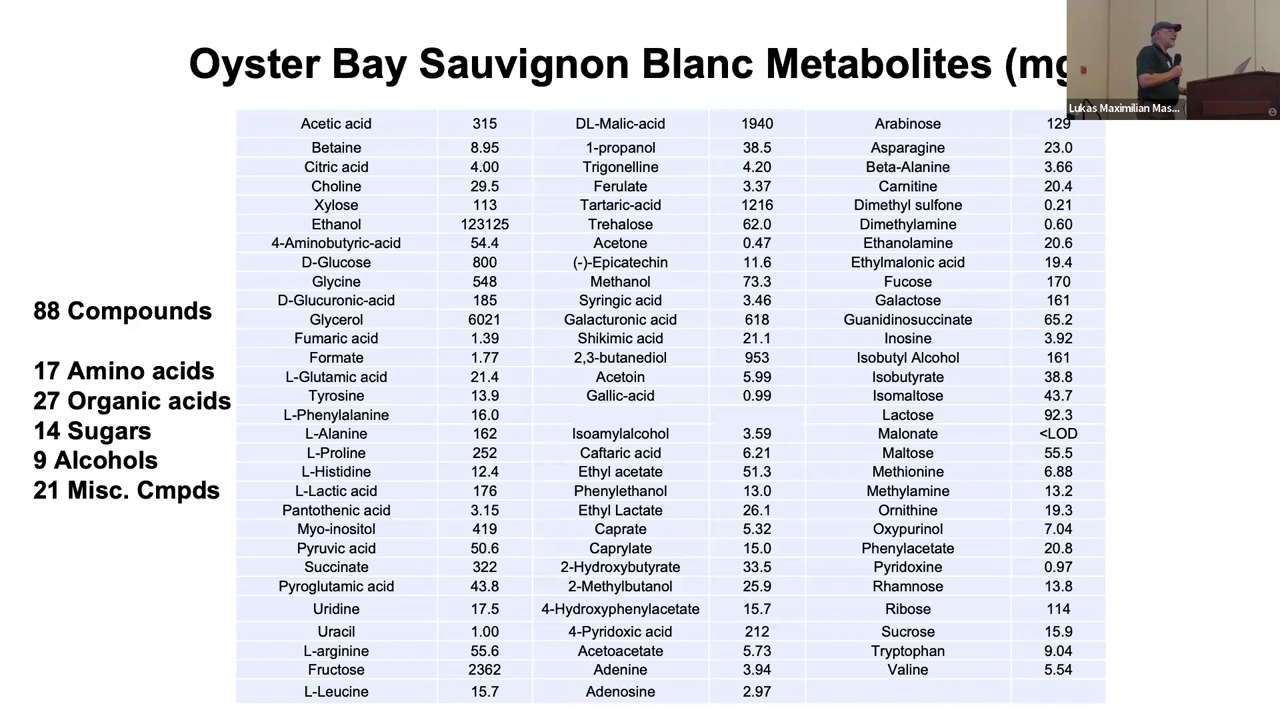 Oyster Bay Sauvignon Blanc Metabolites (mg
Lukas Maximilian Mas...
Acetic acid 315 DL-Malic-acid 1940 Arabinose 129
Betaine 8.95 1-propanol 38.5 Asparagine 23.0
Citric acid 4.00 Trigonelline 4.20 Beta-Alanine 3.66
Choline 29.5 Ferulate 3.37 Carnitine 20.4
Xylose 113 Tartaric-acid 1216 Dimethyl sulfone 0.21
Ethanol 123125 Trehalose 62.0 Dimethylamine 0.60
4-Aminobutyric-acid 54.4 Acetone 0.47 Ethanolamine 20.6
D-Glucose 800 (-)-Epicatechin 11.6 Ethylmalonic acid 19.4
Glycine 548 Methanol 73.3 Fucose 170
D-Glucuronic-acid 185 Syringic acid 3.46 Galactose 161
Glycerol 6021 Galacturonic acid 618 Guanidinosuccinate 65.2
Fumaric acid 1.39 Shikimic acid 21.1 Inosine 3.92
Formate 1.77 2,3-butanediol 953 Isobutyl Alcohol 161
L-Glutamic acid 21.4 Acetoin 5.99 Isobutyrate 38.8
Tyrosine 13.9 Gallic-acid 0.99 Isomaltose 43.7
L-Phenylalanine 16.0 Lactose 92.3
L-Alanine 162 Isoamylalcohol 3.59 Malonate <LOD
L-Proline 252 Caftaric acid 6.21 Maltose 55.5
L-Histidine 12.4 Ethyl acetate 51.3 Methionine 6.88
L-Lactic acid 176 Phenylethanol 13.0 Methylamine 13.2
Pantothenic acid 3.15 Ethyl Lactate 26.1 Ornithine 19.3
Myo-inositol 419 Caprate 5.32 Oxypurinol 7.04
Pyruvic acid 50.6 Caprylate 15.0 Phenylacetate 20.8
Succinate 322 2-Hydroxybutyrate 33.5 Pyridoxine 0.97
Pyroglutamic acid 43.8 2-Methylbutanol 25.9 Rhamnose 13.8
Uridine 17.5 4-Hydroxyphenylacetate 15.7 Ribose 114
Uracil 1.00 4-Pyridoxic acid 212 Sucrose 15.9
L-arginine 55.6 Acetoacetate 5.73 Tryptophan 9.04
Fructose 2362 Adenine 3.94 Valine 5.54
L-Leucine 15.7 Adenosine 2.97
88 Compounds
17 Amino acids
27 Organic acids
14 Sugars
9 Alcohols
21 Misc. Cmpds